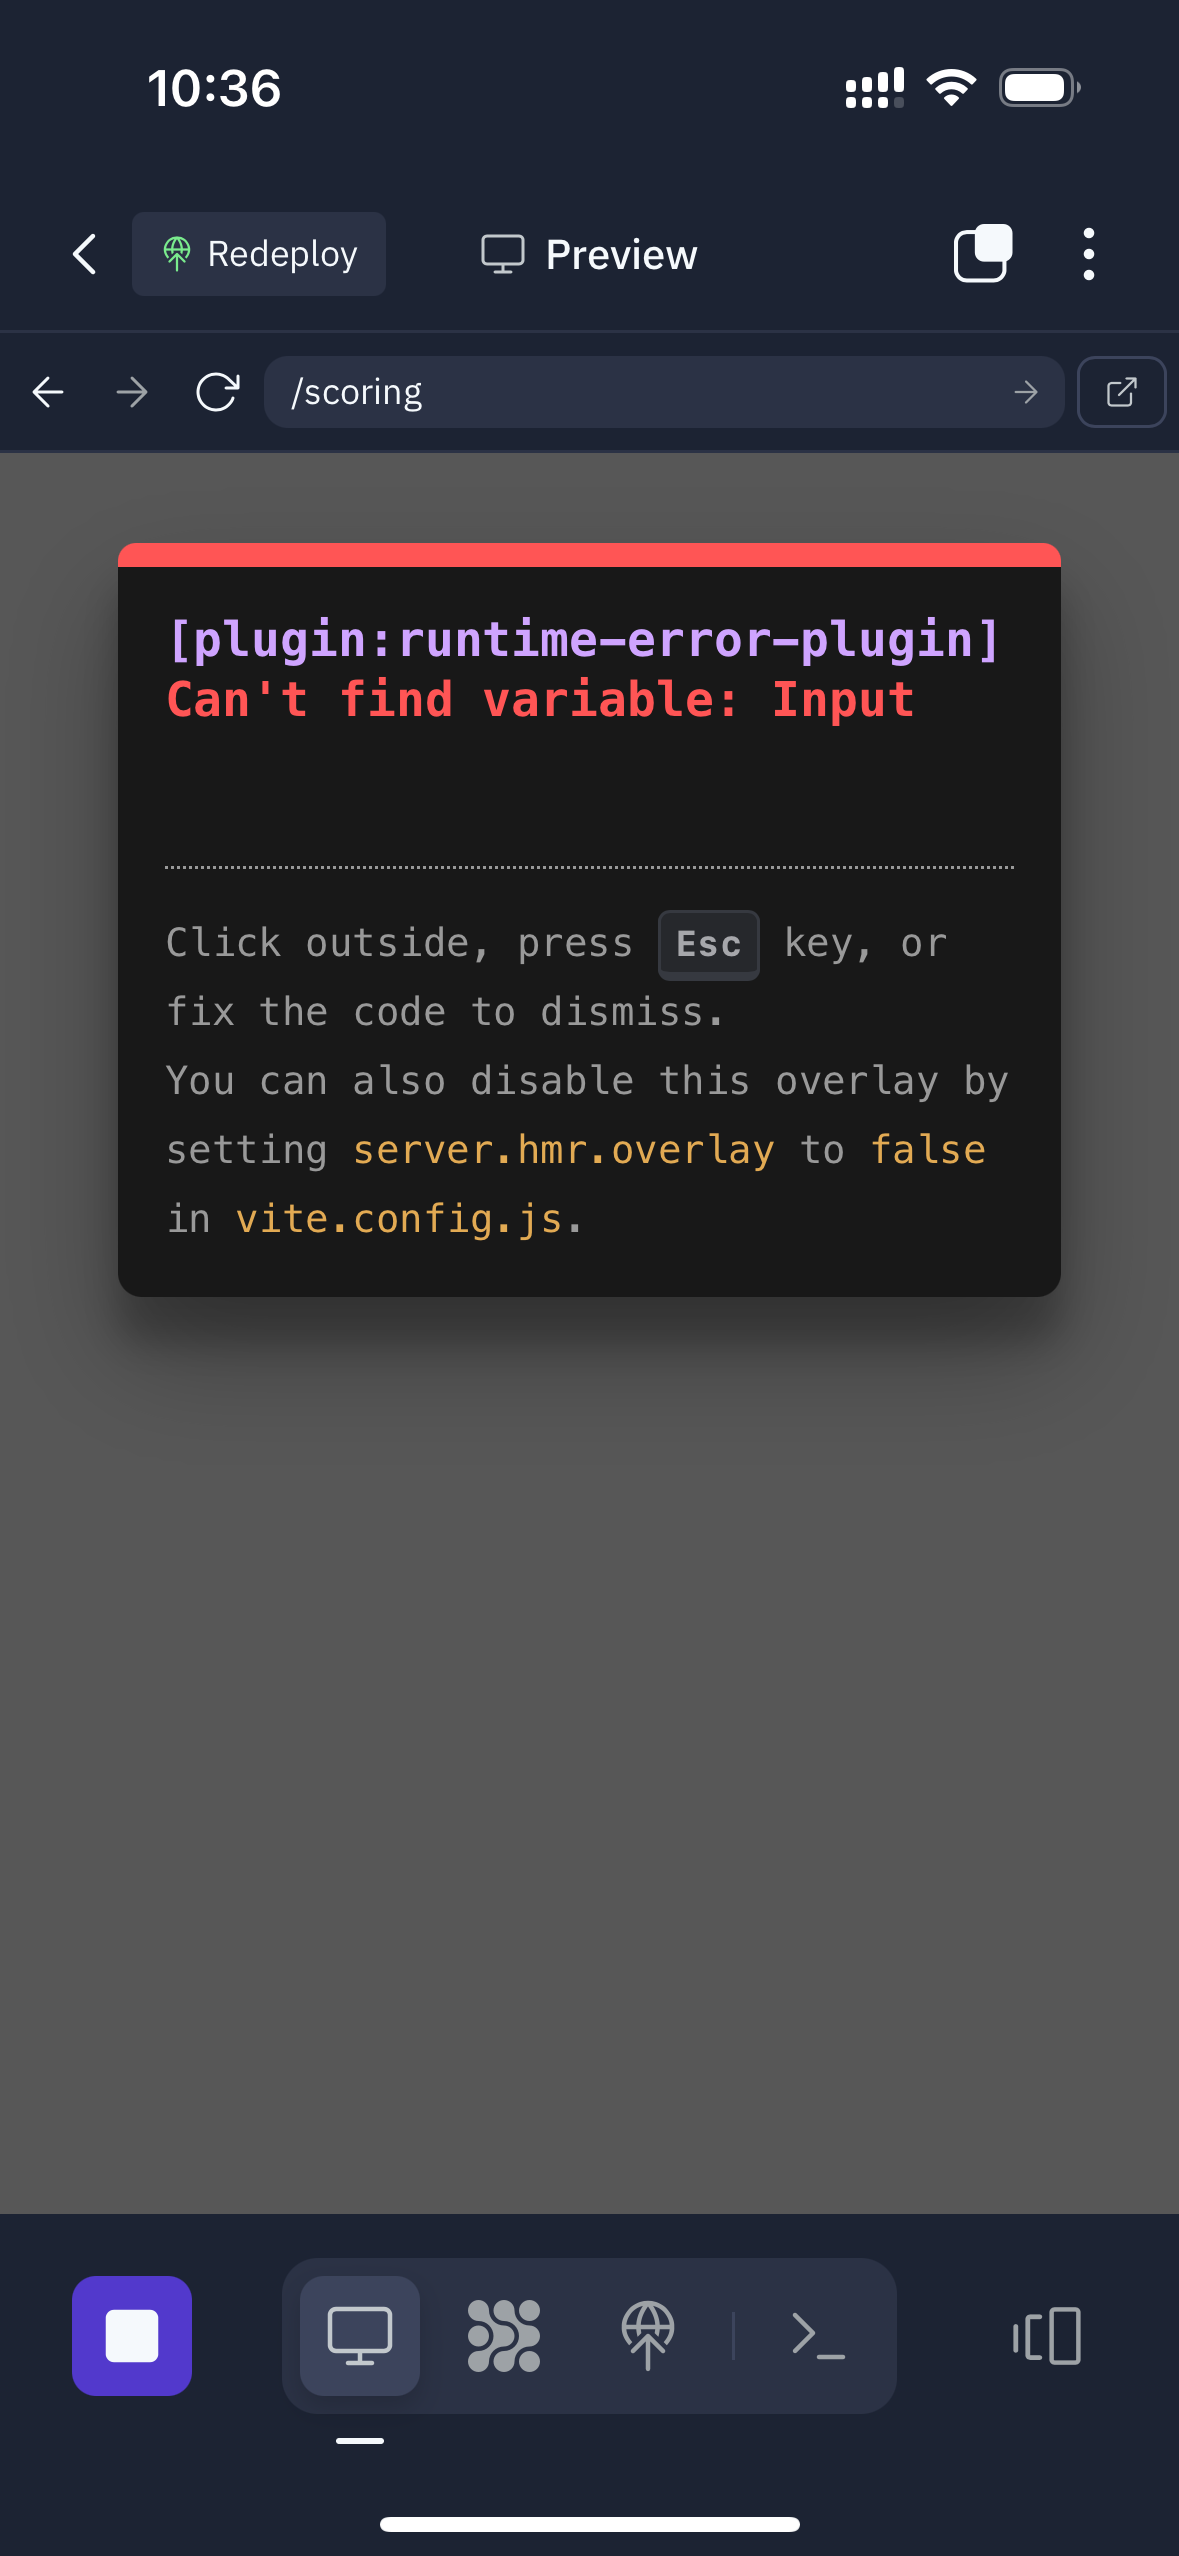 10:36
Redeploy
Preview
/scoring
[plugin:runtime-error-plugin]
Can't find variable: Input
Click outside, press Esc key, or
fix the code to dismiss.
You can also disable this overlay by
setting server.hmr.overlay to false
in vite.config.js.